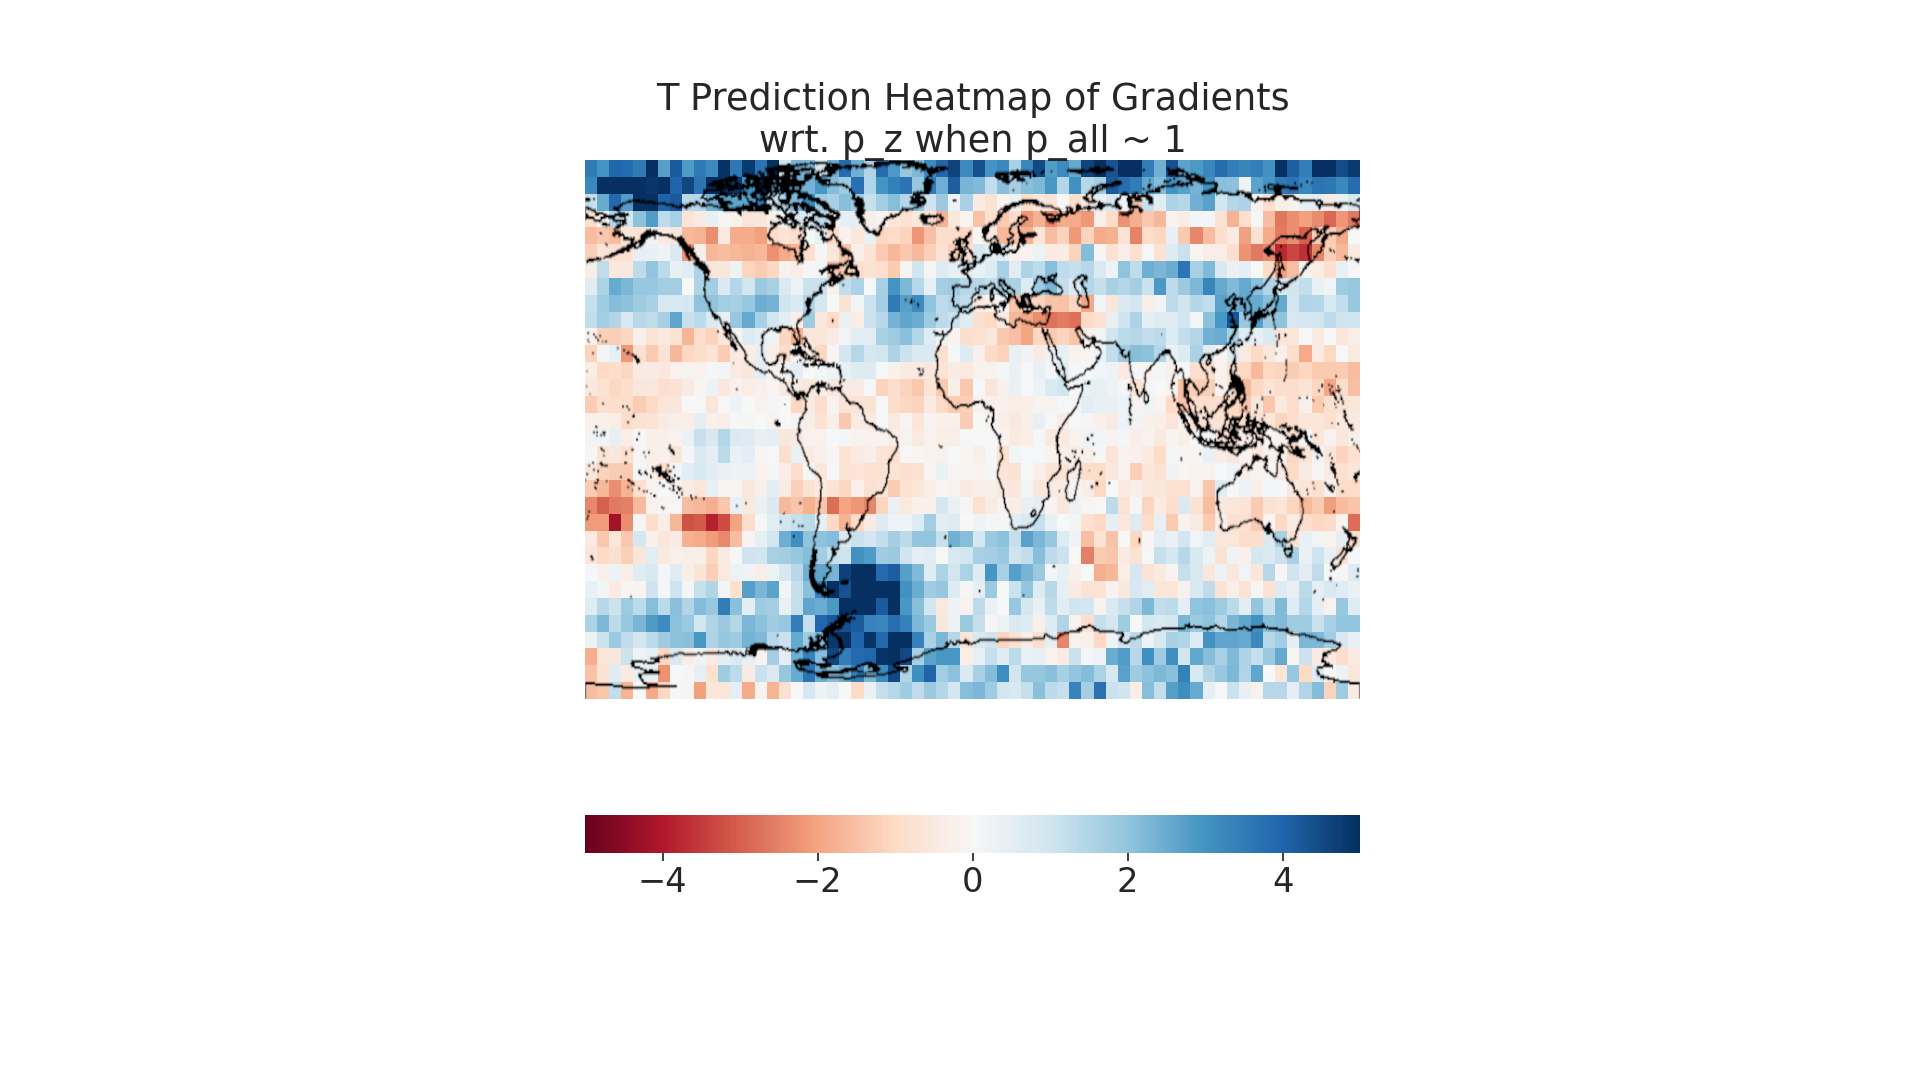 T Prediction Heatmap of Gradients
wrt. p_z when p_all ~ 1
−4 −2 0 2 4